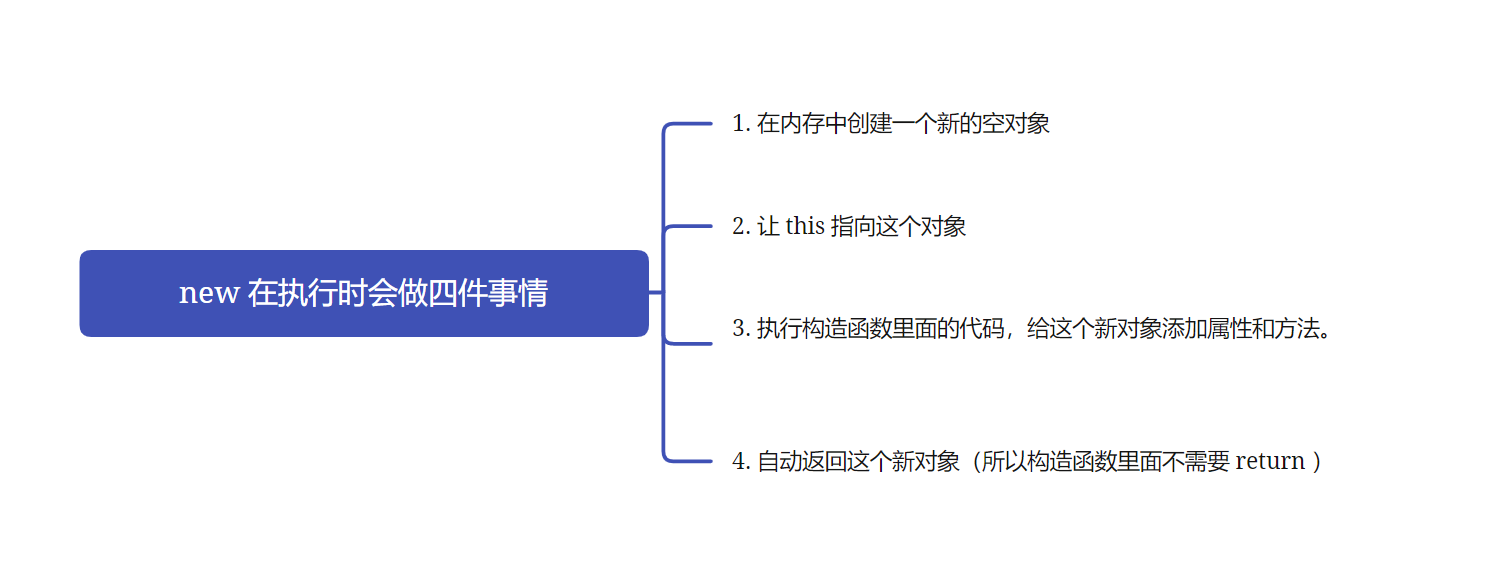 new 在执行时会做四件事情
1. 在内存中创建一个新的空对象
2. 让 this 指向这个对象
3. 执行构造函数里面的代码，给这个新对象添加属性和方法。
4. 自动返回这个新对象（所以构造函数里面不需要 return ）